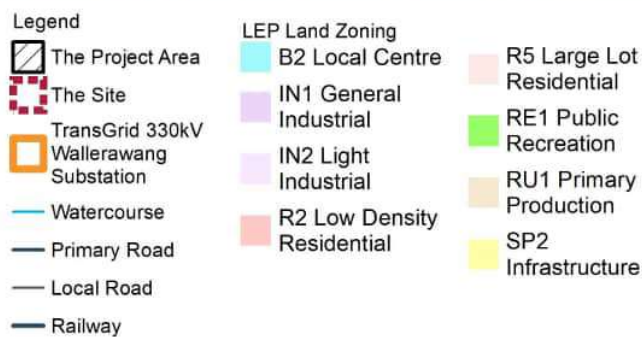 Legend
The Project Area
The Site
TransGrid 330kV
Wallerawang
Substation
Watercourse
Primary Road
Local Road
Railway
LEP Land Zoning
B2 Local Centre
IN1 General
Industrial
IN2 Light
Industrial
R2 Low Density
Residential
R5 Large Lot
Residential
RE1 Public
Recreation
RU1 Primary
Production
SP2
Infrastructure